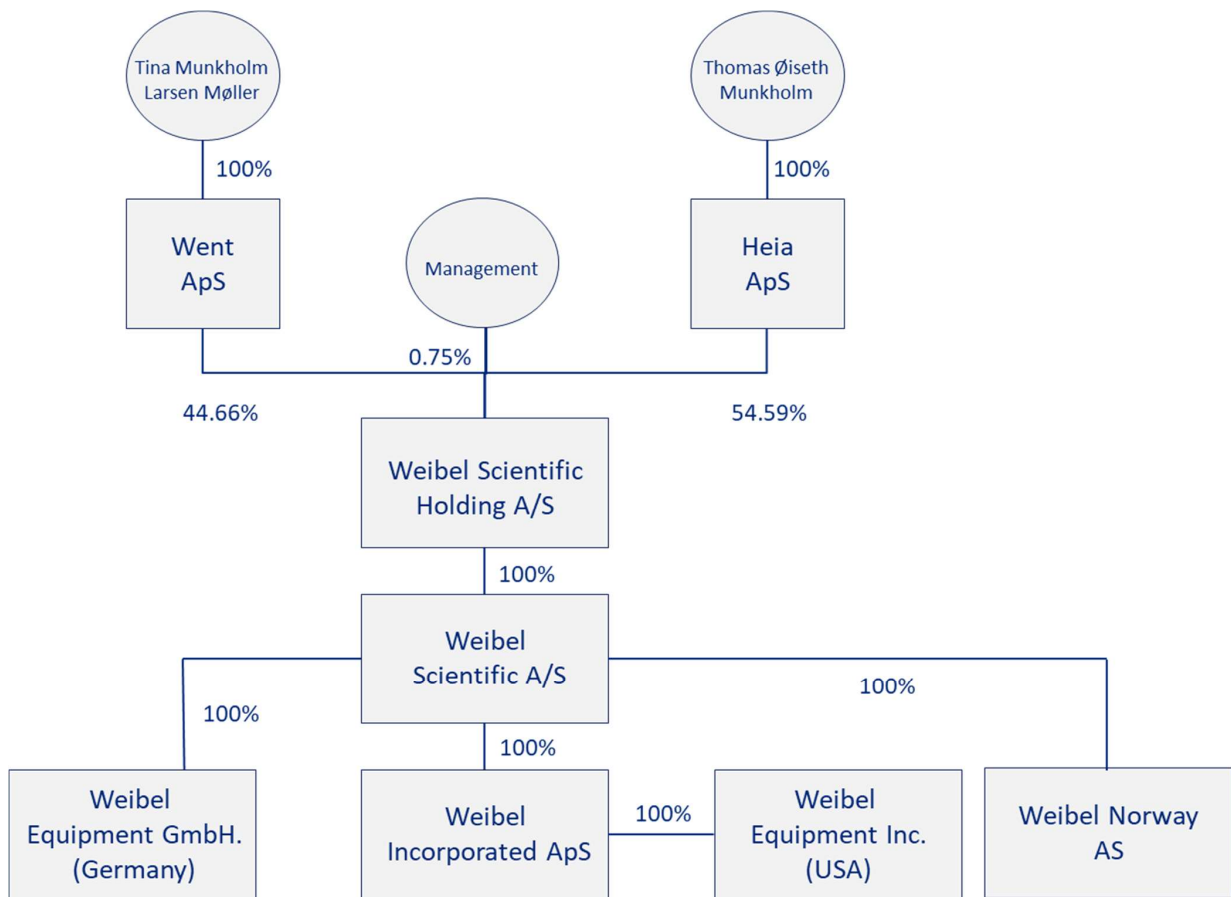 Tina Munkholm
Larsen Møller
Thomas Øiseth
Munkholm
100%
100%
Went
ApS
Management
Heia
ApS
0.75%
44.66%
54.59%
Weibel Scientific
Holding A/S
100%
Weibel
Scientific A/S
100%
100%
100%
Weibel
Equipment GmbH.
(Germany)
Weibel
Incorporated ApS
100%
Weibel
Equipment Inc.
(USA)
Weibel Norway
AS